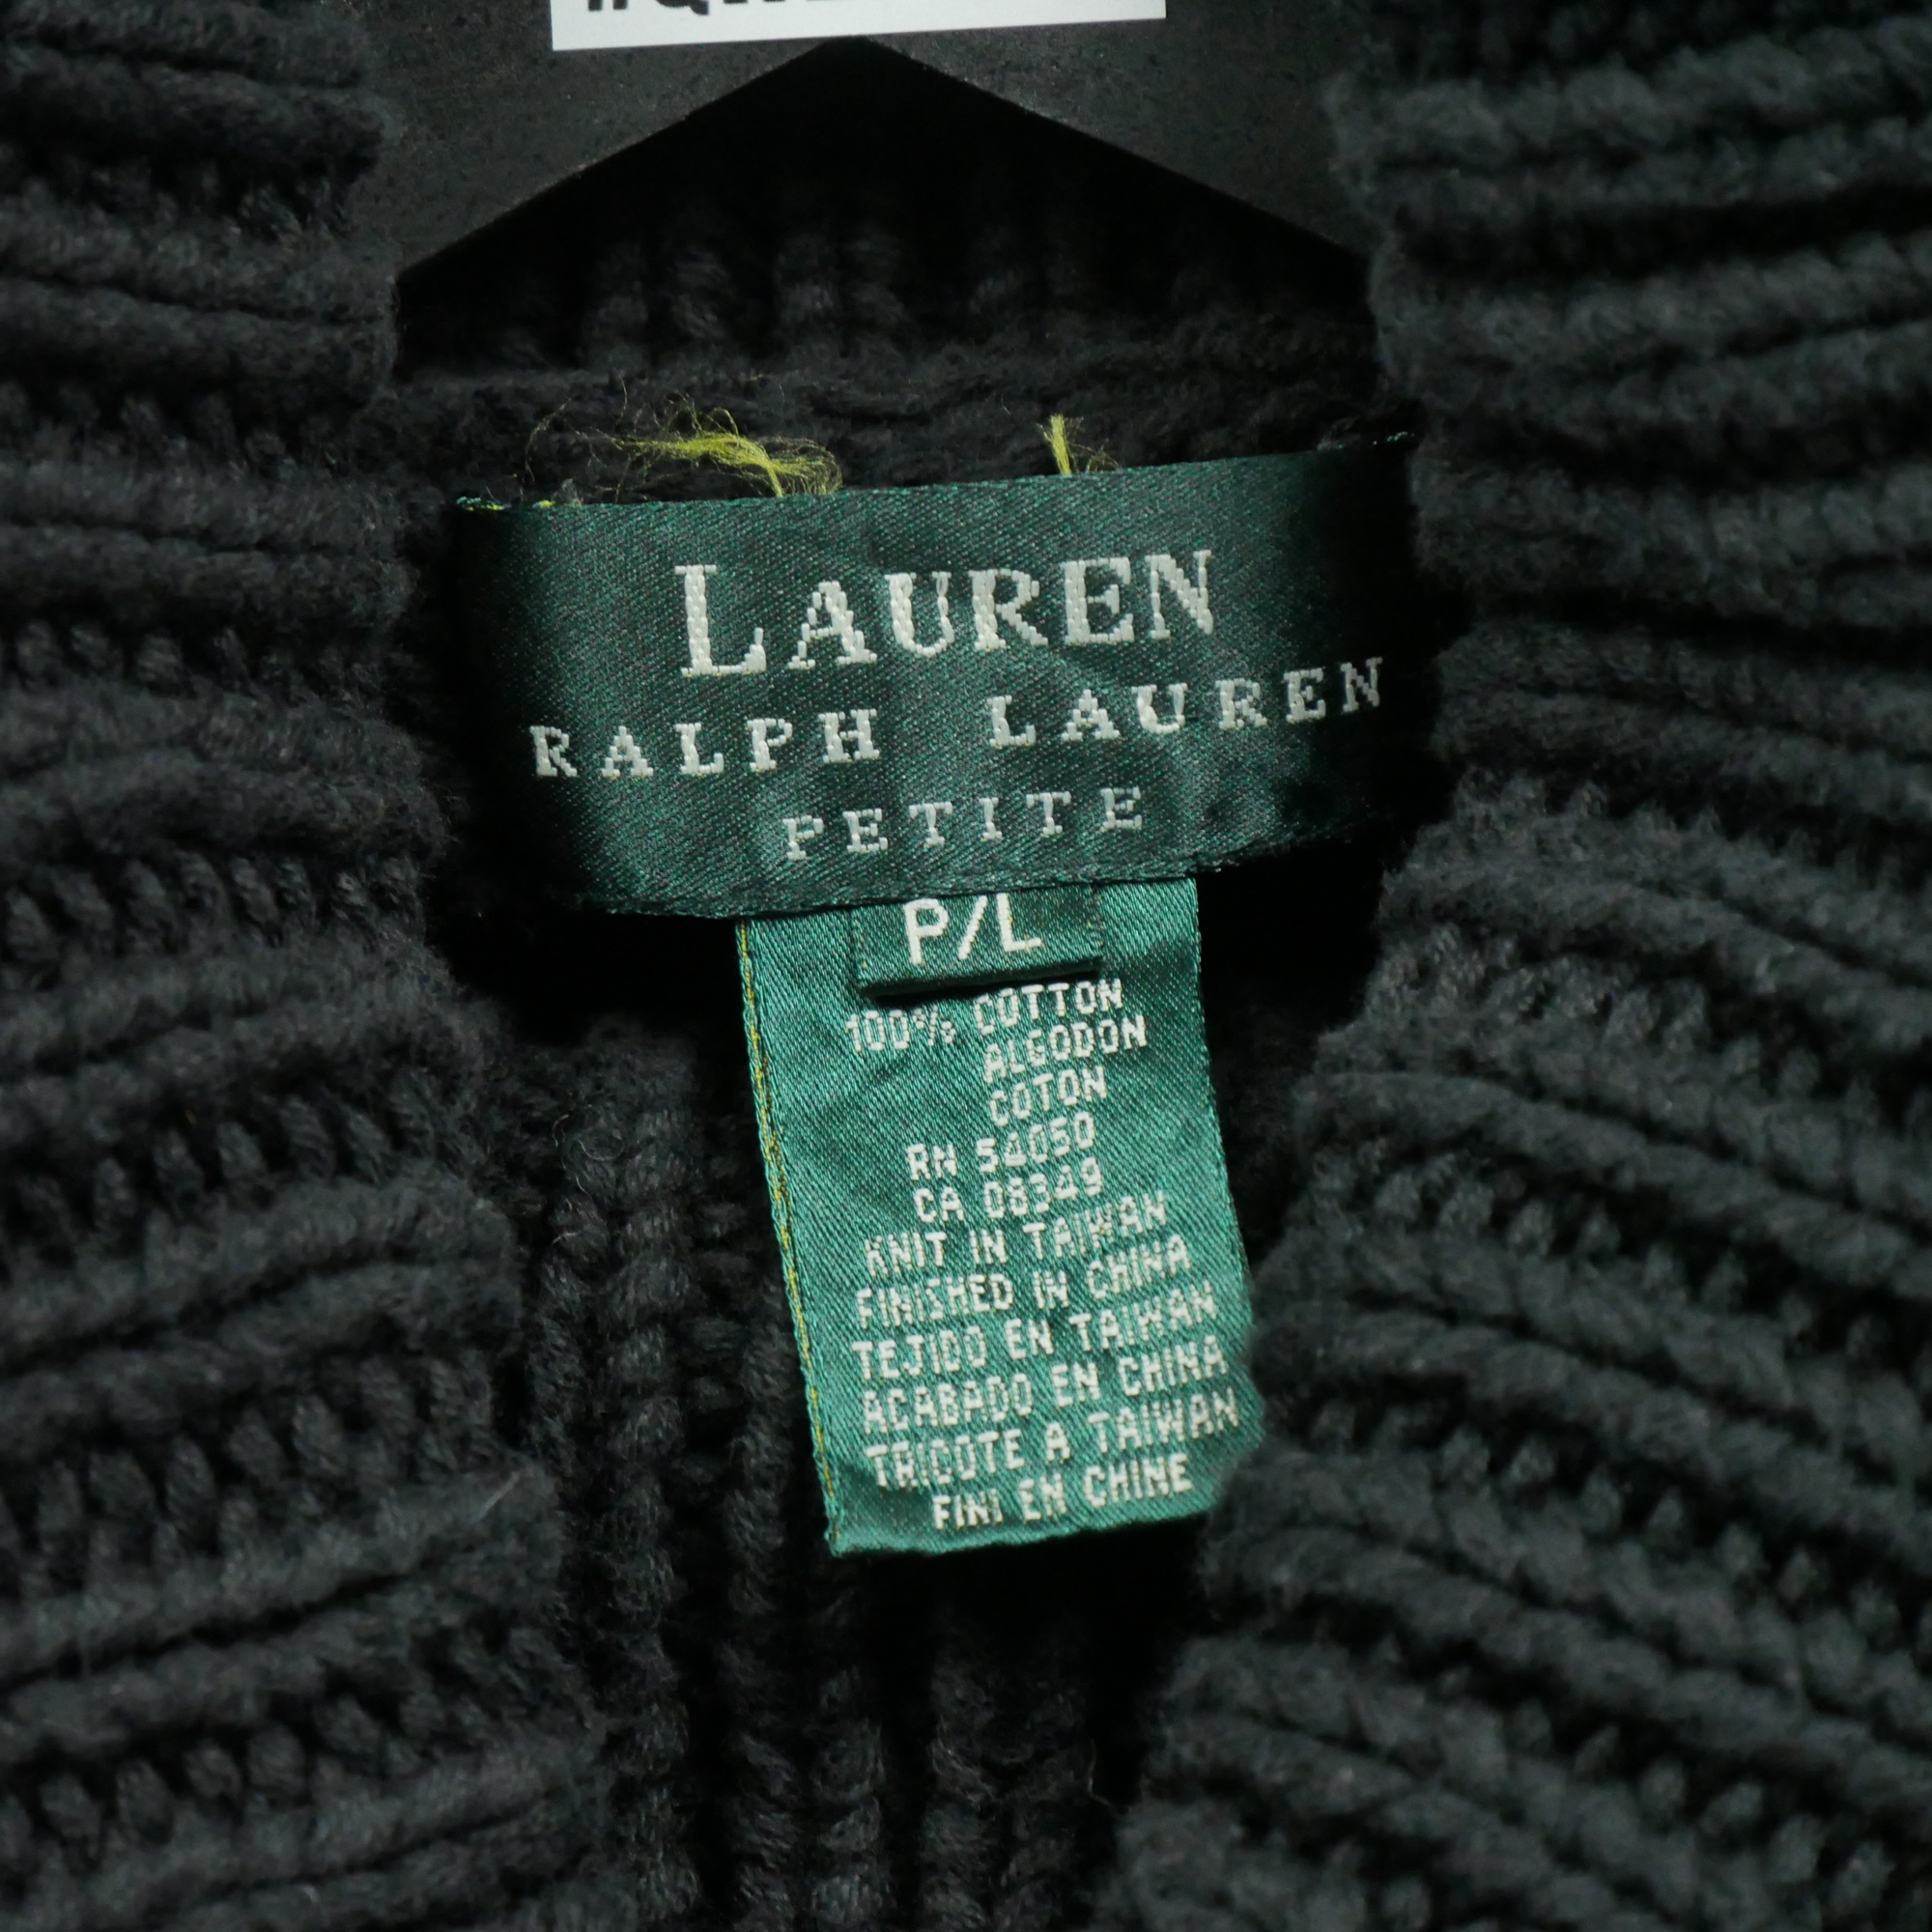 LAUREN
RALPH LAUREN
PETITE
P/L
100% COTTON
ALGODON
COTON
RN 54050
CA 08349
KNIT IN TAIWAN
FINISHED IN CHINA
TEJIDO EN TAIWAN
ACABADO EN CHINA
TRICOTE A TAIWAN
FINI EN CHINE